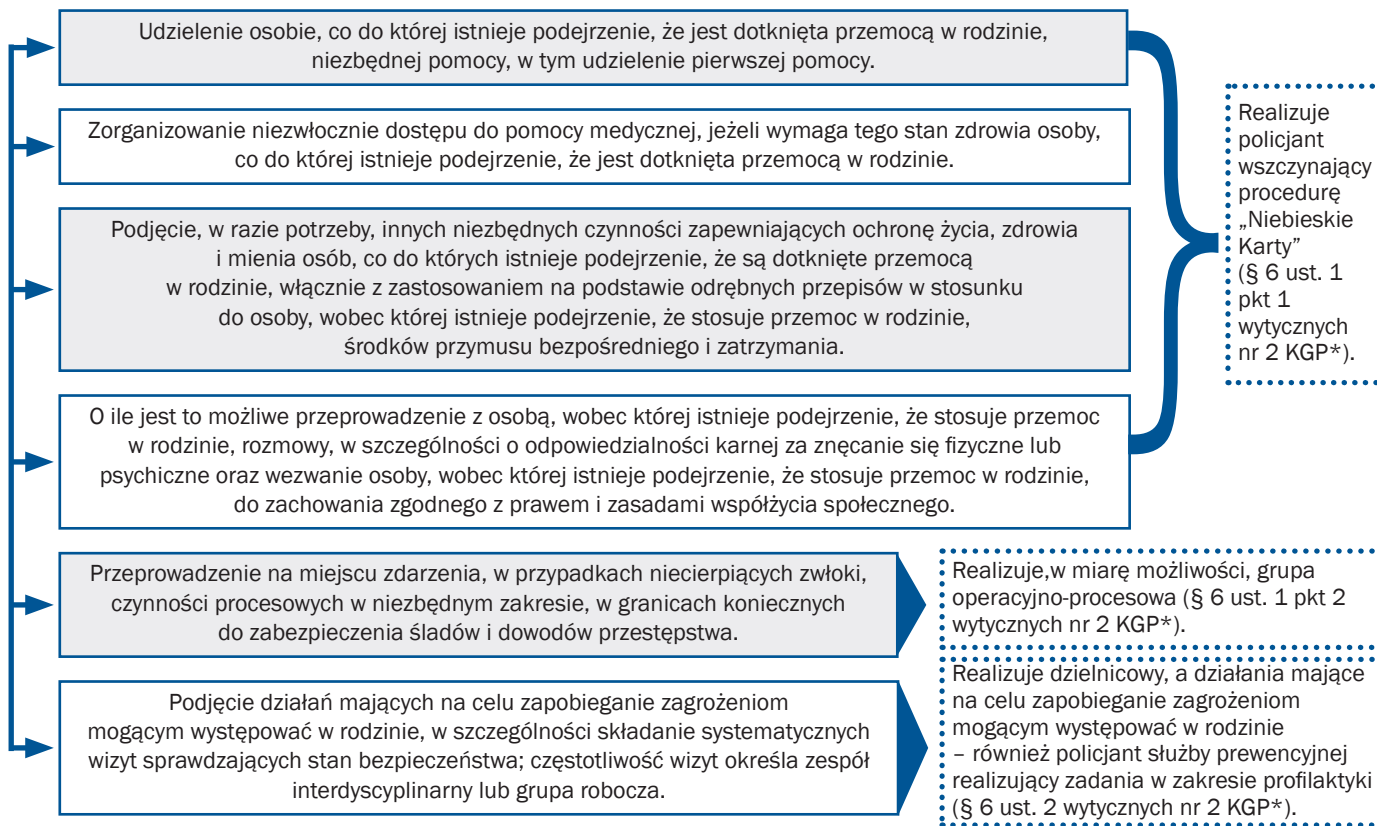 Udzielenie osobie, co do której istnieje podejrzenie, że jest dotknięta przemocą w rodzinie,
niezbędnej pomocy, w tym udzielenie pierwszej pomocy.
Zorganizowanie niezwłocznie dostępu do pomocy medycznej, jeżeli wymaga tego stan zdrowia osoby,
co do której istnieje podejrzenie, że jest dotknięta przemocą w rodzinie.
Podjęcie, w razie potrzeby, innych niezbędnych czynności zapewniających ochronę życia, zdrowia
i mienia osób, co do których istnieje podejrzenie, że są dotknięte przemocą
w rodzinie, włącznie z zastosowaniem na podstawie odrębnych przepisów w stosunku
do osoby, wobec której istnieje podejrzenie, że stosuje przemoc w rodzinie,
środków przymusu bezpośredniego i zatrzymania.
O ile jest to możliwe przeprowadzenie z osobą, wobec której istnieje podejrzenie, że stosuje przemoc
w rodzinie, rozmowy, w szczególności o odpowiedzialności karnej za znęcanie się fizyczne lub
psychiczne oraz wezwanie osoby, wobec której istnieje podejrzenie, że stosuje przemoc w rodzinie,
do zachowania zgodnego z prawem i zasadami współżycia społecznego.
Realizuje
policjant
wszczynający
procedurę
„Niebieskie
Karty”
(§ 6 ust. 1
pkt 1
wytycznych
nr 2 KGP*).
Przeprowadzenie na miejscu zdarzenia, w przypadkach niecierpiących zwłoki,
czynności procesowych w niezbędnym zakresie, w granicach koniecznych
do zabezpieczenia śladów i dowodów przestępstwa.
Realizuje,w miarę możliwości, grupa
operacyjno-procesowa (§ 6 ust. 1 pkt 2
wytycznych nr 2 KGP*).
Podjęcie działań mających na celu zapobieganie zagrożeniom
mogącym występować w rodzinie, w szczególności składanie systematycznych
wizyt sprawdzających stan bezpieczeństwa; częstotliwość wizyt określa zespół
interdyscyplinarny lub grupa robocza.
Realizuje dzielnicowy, a działania mające
na celu zapobieganie zagrożeniom
mogącym występować w rodzinie
– również policjant służby prewencyjnej
realizujący zadania w zakresie profilaktyki
(§ 6 ust. 2 wytycznych nr 2 KGP*).